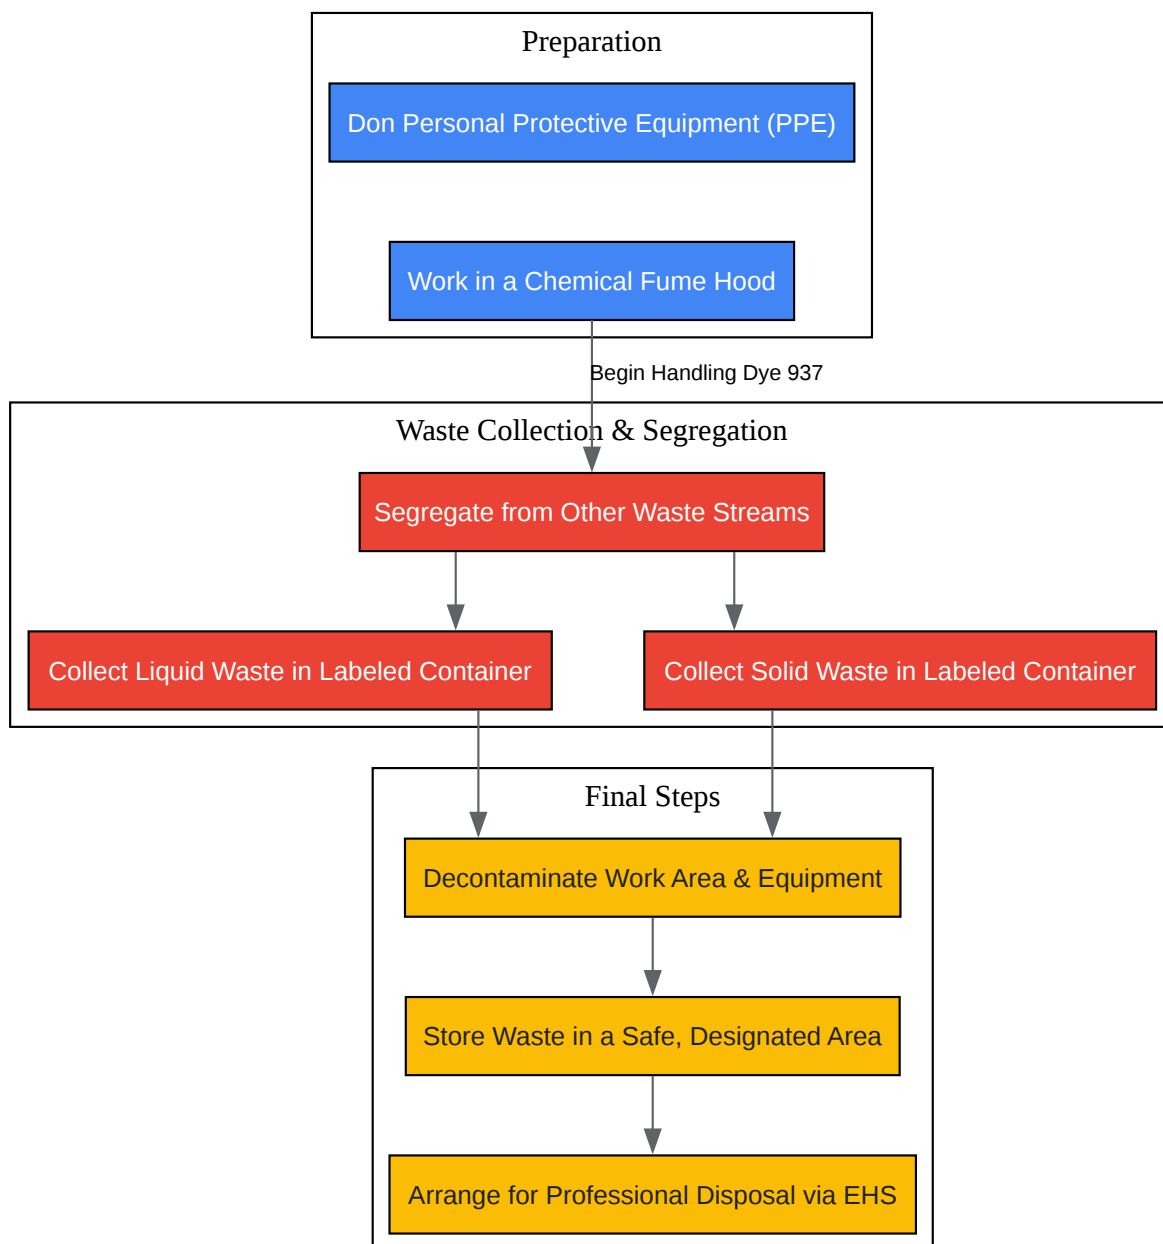 Preparation
Don Personal Protective Equipment (PPE)
Work in a Chemical Fume Hood
Begin Handling Dye 937
Waste Collection & Segregation
Segregate from Other Waste Streams
Collect Liquid Waste in Labeled Container
Collect Solid Waste in Labeled Container
Final Steps
Decontaminate Work Area & Equipment
Store Waste in a Safe, Designated Area
Arrange for Professional Disposal via EHS